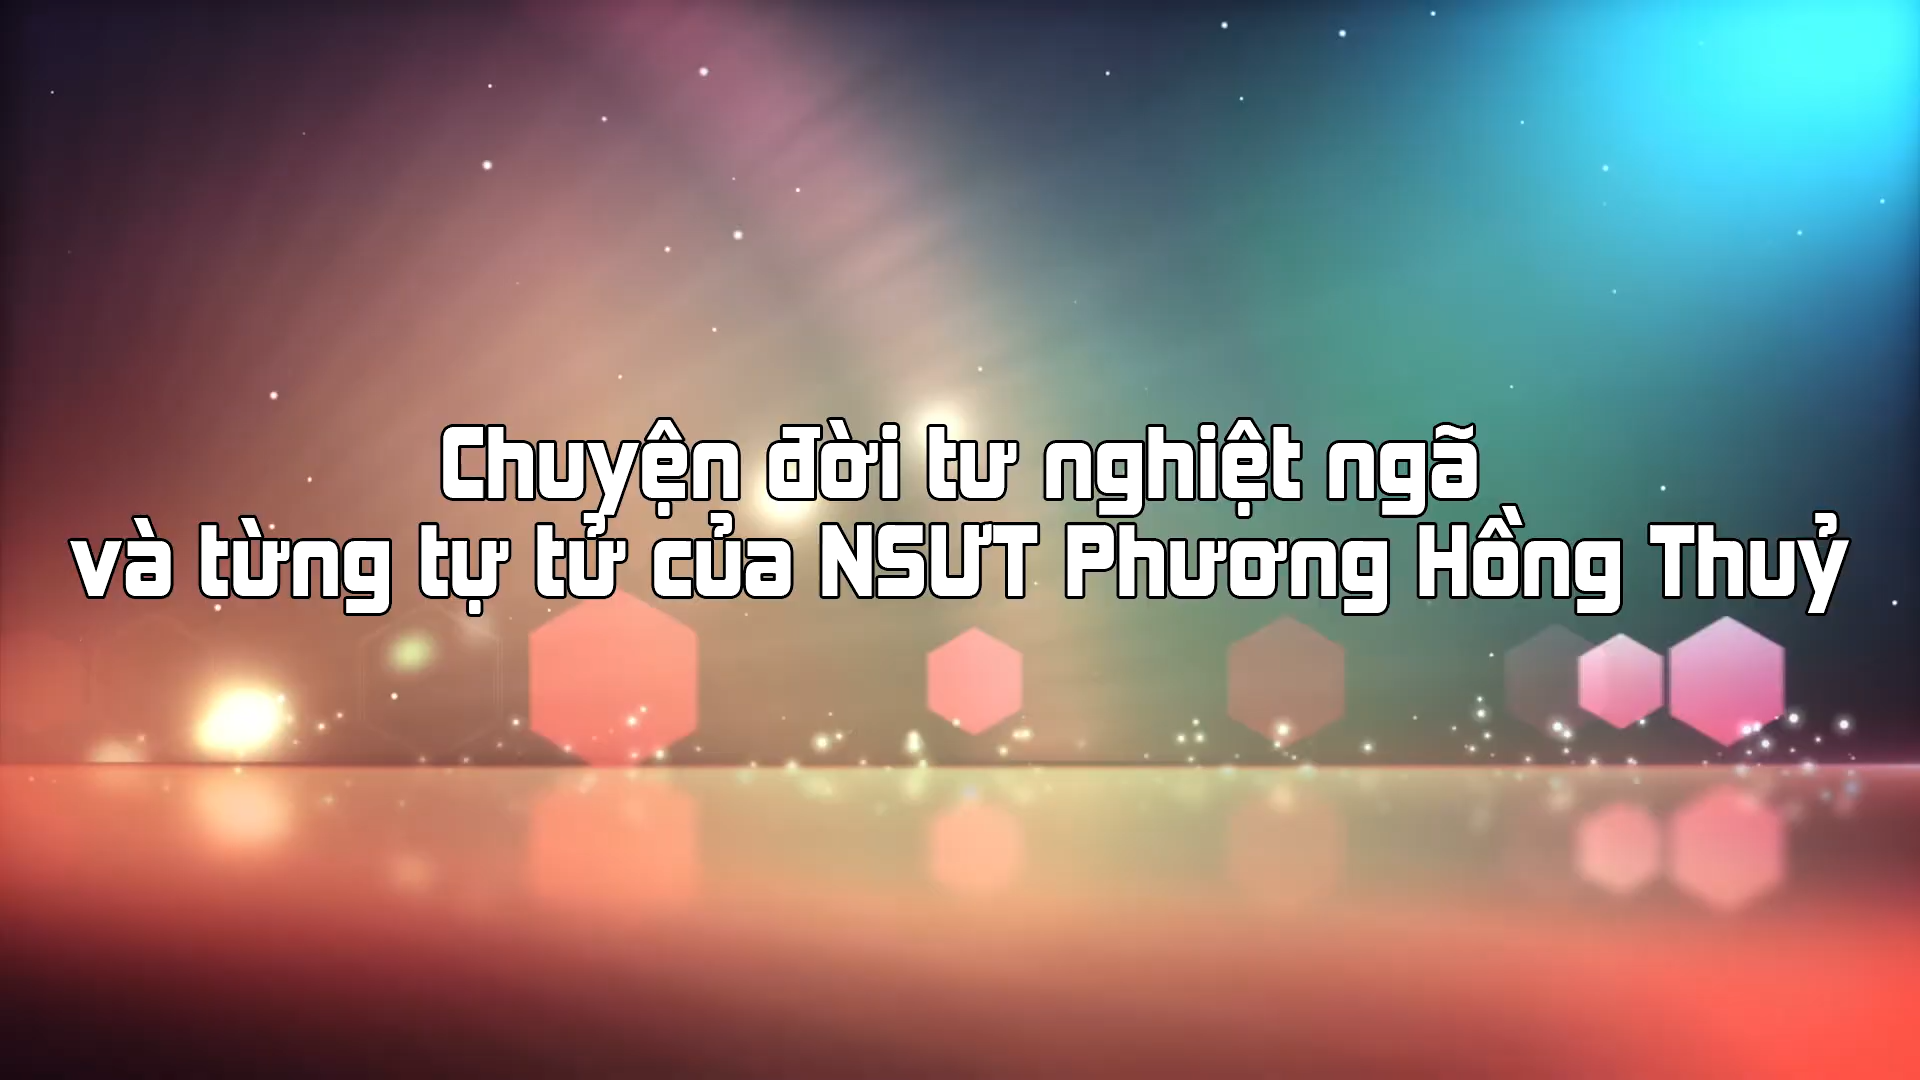 Chuyện đời tư nghiệt ngã
và từng tự tử của NSƯT Phương Hồng Thuỷ